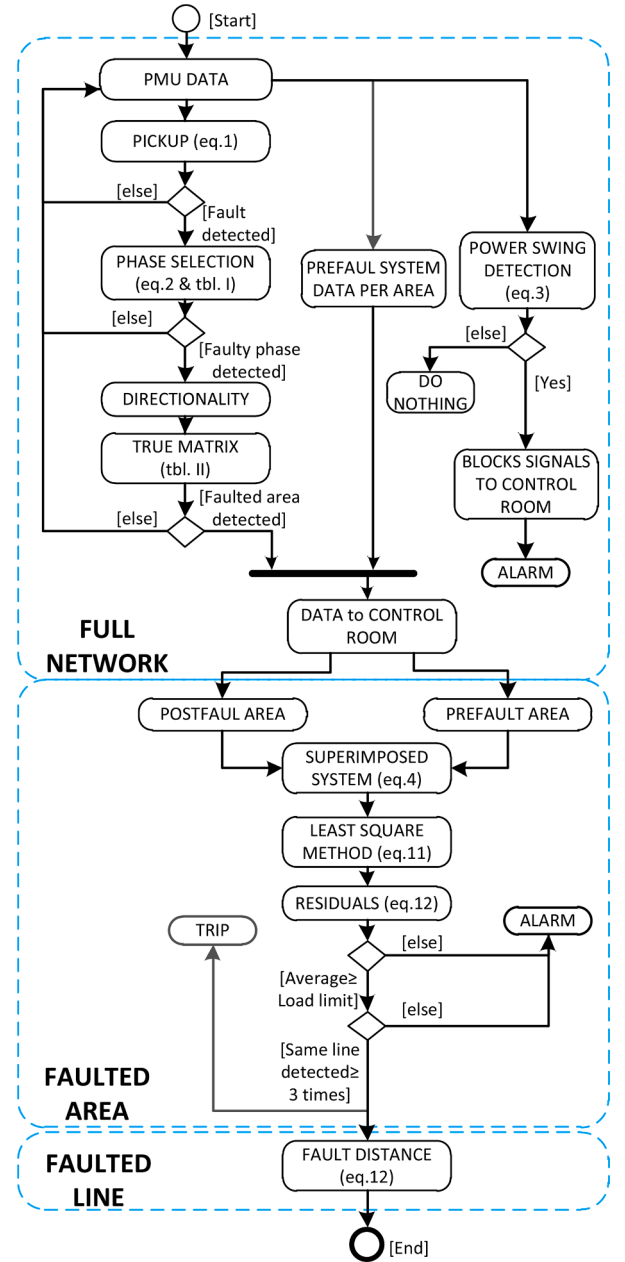 [Start]
PMU DATA
PICKUP (eq.1)
[else]
[Fault
detected]
PHASE SELECTION
(eq.2 & tbl. I)
[else]
[Faulty phase
detected]
DIRECTIONALITY
TRUE MATRIX
(tbl. II)
[else]
[Faulted area
detected]
PREFAUL SYSTEM
DATA PER AREA
POWER SWING
DETECTION
(eq.3)
[else]
[Yes]
DO
NOTHING
BLOCKS SIGNALS
TO CONTROL
ROOM
ALARM
DATA to CONTROL
ROOM
FULL
NETWORK
POSTFAUL AREA
PREFAULT AREA
SUPERIMPOSED
SYSTEM (eq.4)
LEAST SQUARE
METHOD (eq.11)
RESIDUALS (eq.12)
TRIP
ALARM
[else]
[Average≥
Load limit]
[else]
[Same line
detected≥
3 times]
FAULTED
AREA
FAULT DISTANCE
(eq.12)
FAULTED
LINE
[End]